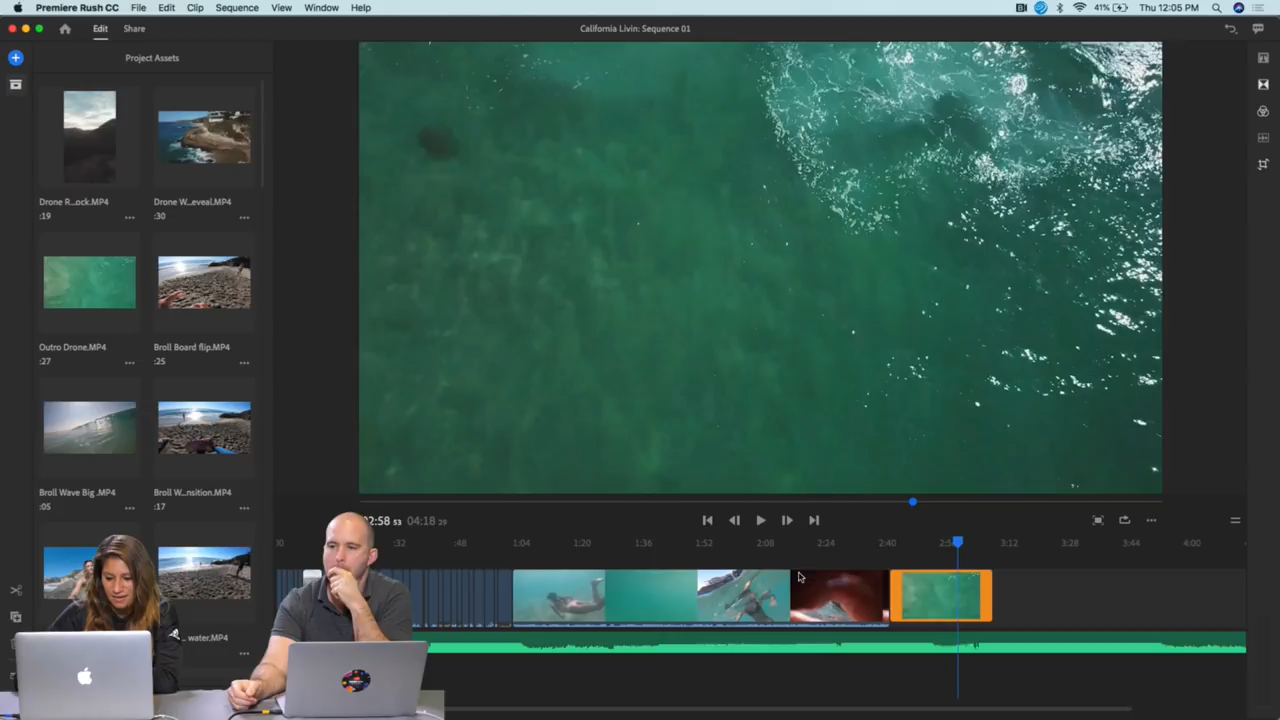 Premiere Rush CC File Edit Clip Sequence View Window Help 41% Thu 12:05 PM
Edit Share California Livin: Sequence 01
Project Assets
Drone R...ock.MP4 Drone W...eveal.MP4
:19 :30
Outro Drone.MP4 Broll Board flip.MP4
:27 :25
Broll Wave Big .MP4 Broll W...nsition.MP4
:05 :17
... water.MP4
2:58 53 04:18 29
:32 :48 1:04 1:20 1:36 1:52 2:08 2:24 2:40 3:12 3:28 3:44 4:00